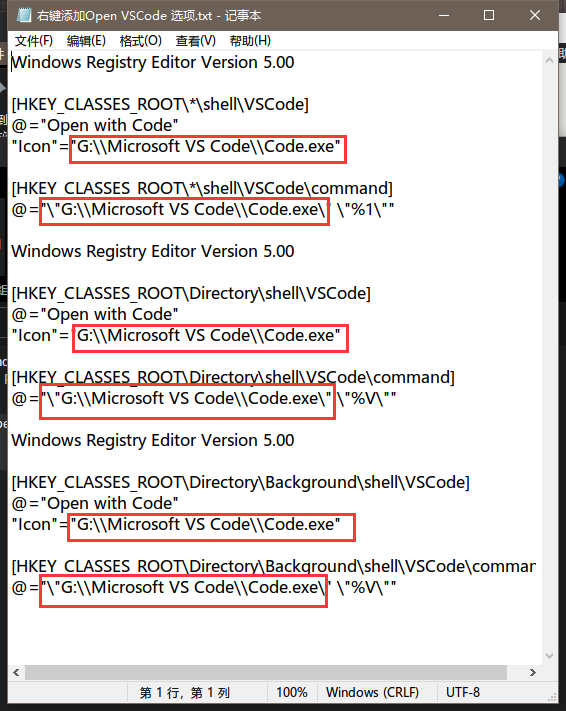 右键添加Open VSCode 选项.txt - 记事本
文件(F) 编辑(E) 格式(O) 查看(V) 帮助(H)
Windows Registry Editor Version 5.00
[HKEY_CLASSES_ROOT\*\shell\VSCode]
@="Open with Code"
"Icon"="G:\\Microsoft VS Code\\Code.exe"
[HKEY_CLASSES_ROOT\*\shell\VSCode\command]
@="\"G:\\Microsoft VS Code\\Code.exe\" \"%1\""
Windows Registry Editor Version 5.00
[HKEY_CLASSES_ROOT\Directory\shell\VSCode]
@="Open with Code"
"Icon"="G:\\Microsoft VS Code\\Code.exe"
[HKEY_CLASSES_ROOT\Directory\shell\VSCode\command]
@="\"G:\\Microsoft VS Code\\Code.exe\" \"%V\""
Windows Registry Editor Version 5.00
[HKEY_CLASSES_ROOT\Directory\Background\shell\VSCode]
@="Open with Code"
"Icon"="G:\\Microsoft VS Code\\Code.exe"
[HKEY_CLASSES_ROOT\Directory\Background\shell\VSCode\comman
@="\"G:\\Microsoft VS Code\\Code.exe\" \"%V\""
第 1 行，第 1 列 100% Windows (CRLF) UTF-8